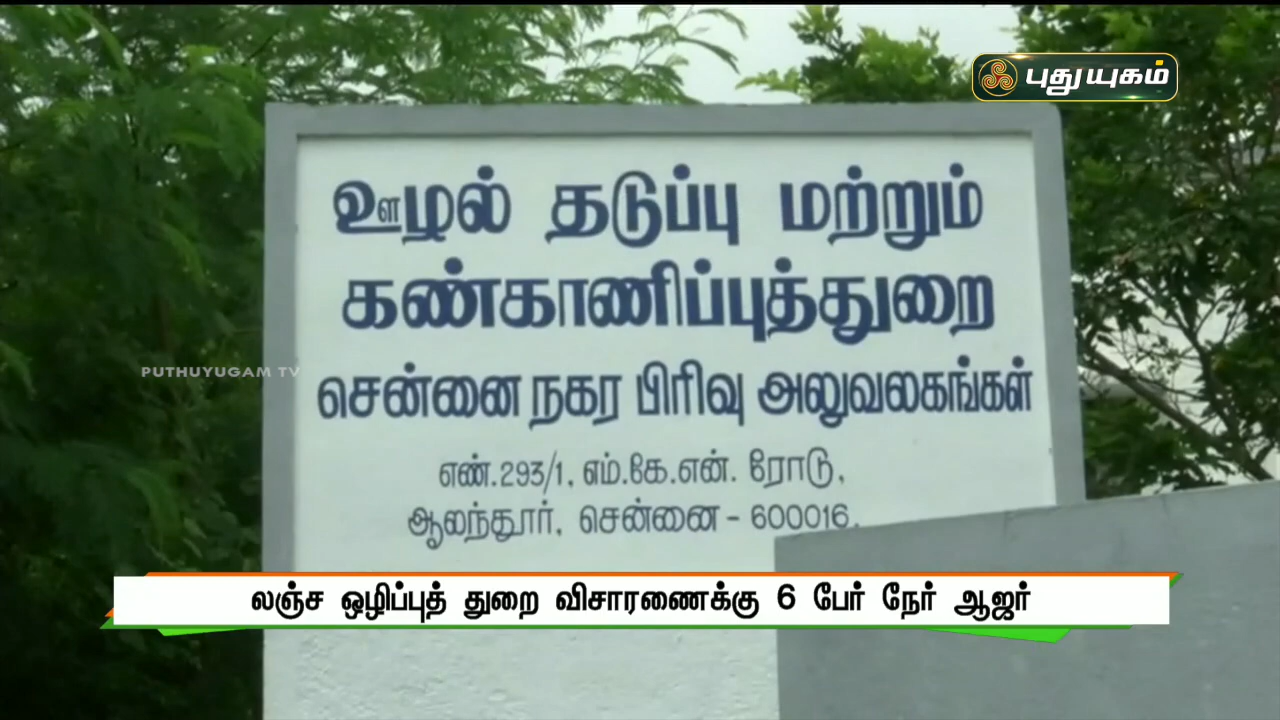 புதுயுகம்
ஊழல் தடுப்பு மற்றும்
கண்காணிப்புத்துறை
PUTHUYUGAM TV
சென்னை நகர பிரிவு அலுவலகங்கள்
எண்.293/1, எம்.கே.என். ரோடு,
ஆலந்தூர், சென்னை - 600016.
லஞ்ச ஒழிப்புத் துறை விசாரணைக்கு 6 பேர் நேர் ஆஜர்